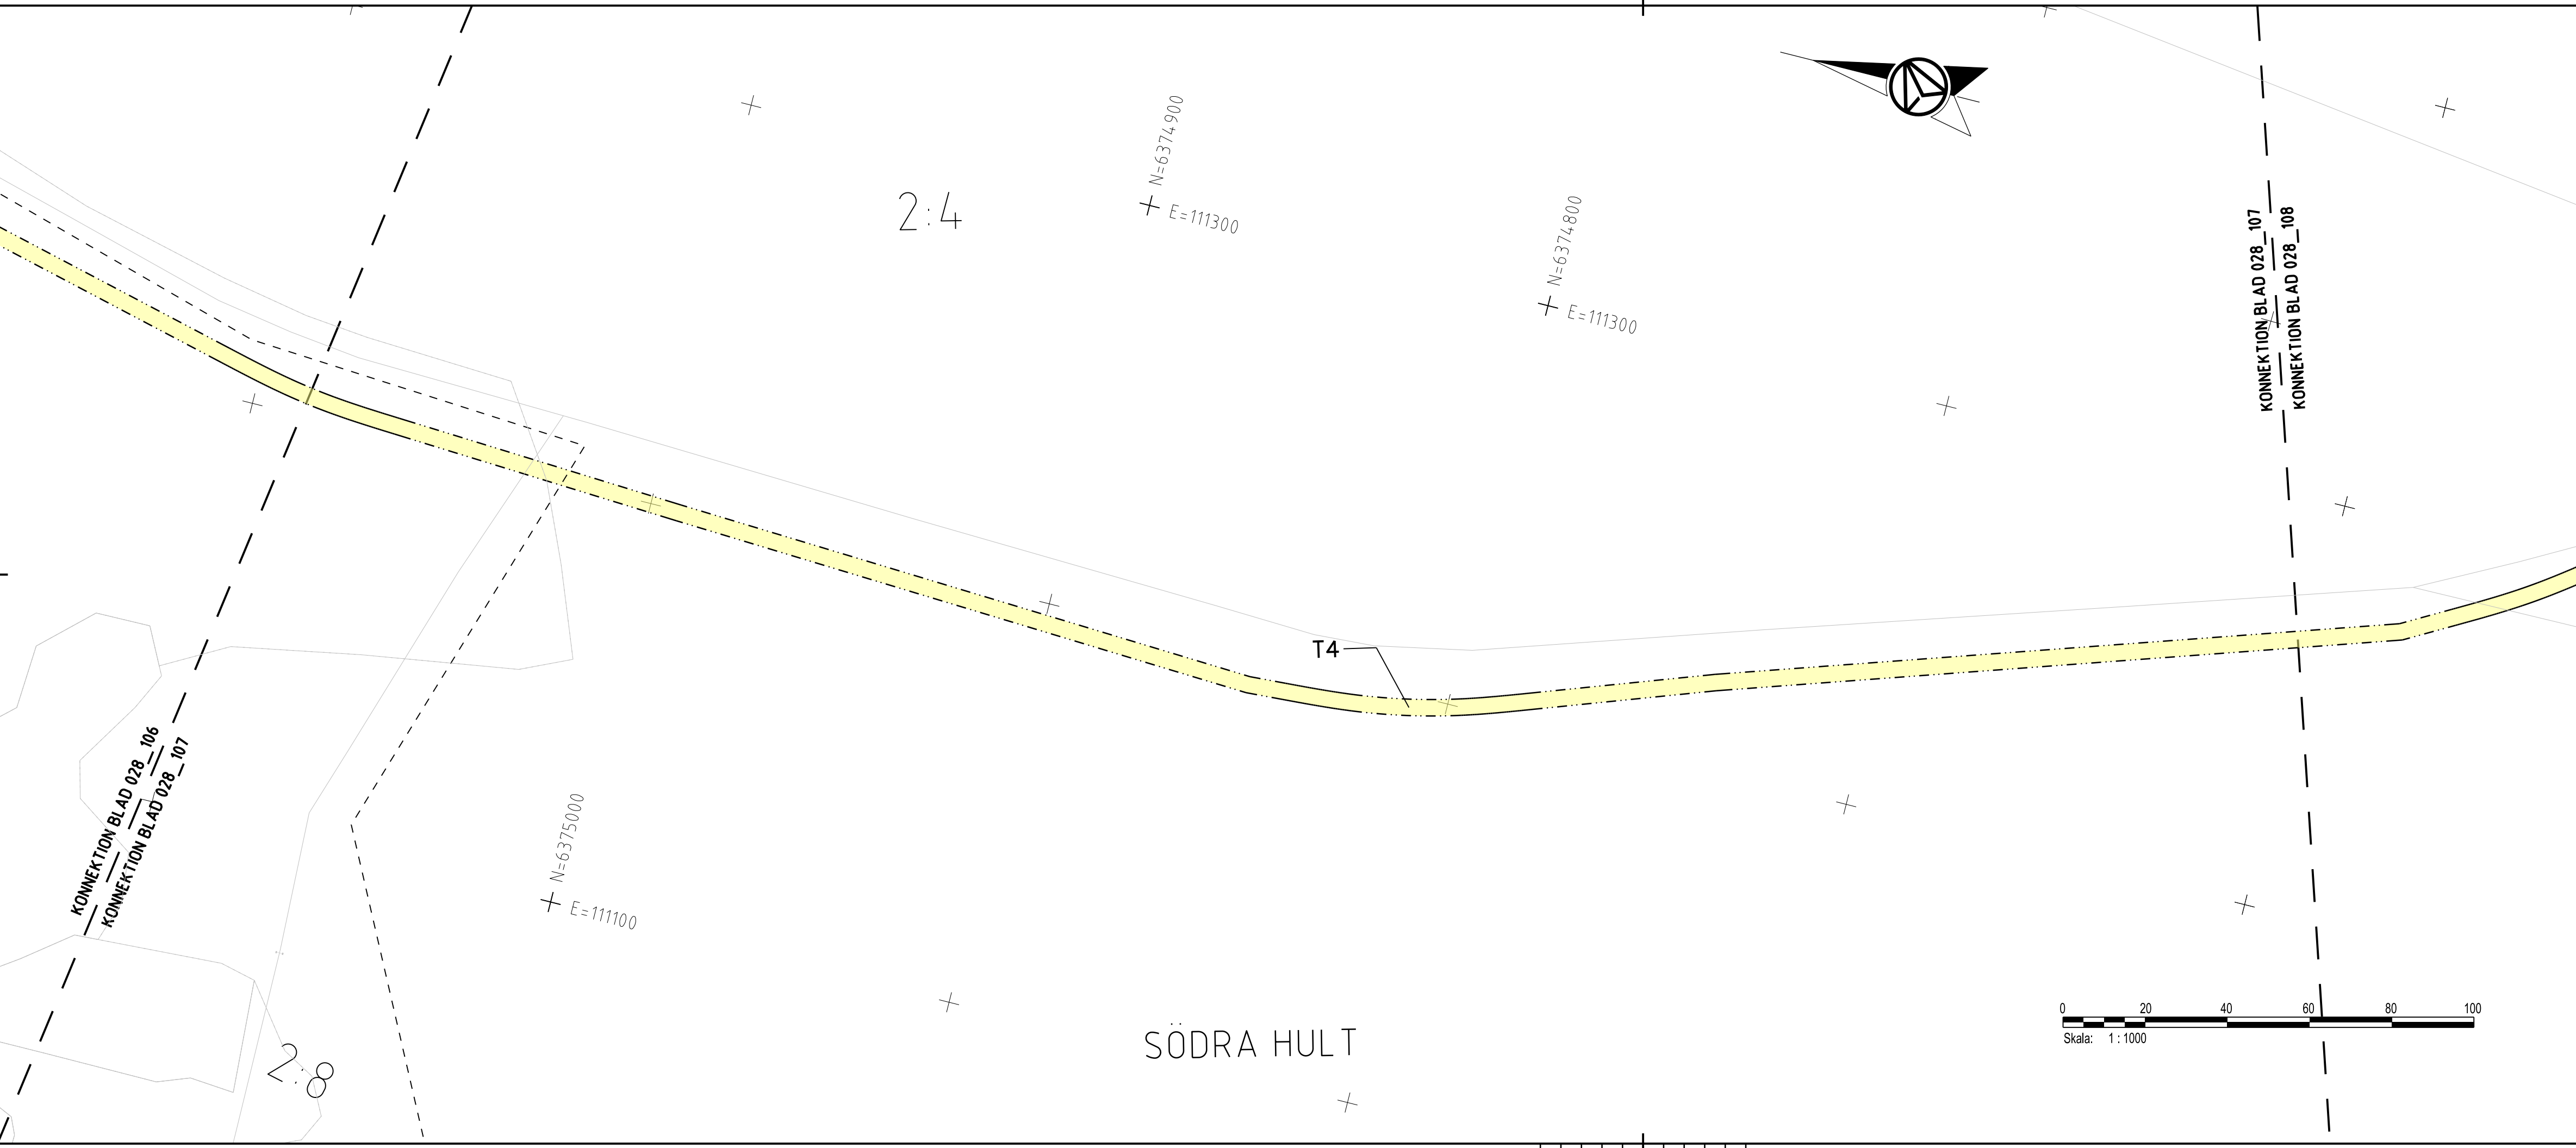 N=6374900
E=111300
2:4
N=6374800
E=111300
KONNEKTION BLAD 028_107
KONNEKTION BLAD 028_108
T4
KONNEKTION BLAD 028_106
KONNEKTION BLAD 028_107
N=6375000
E=111100
SÖDRA HULT
2:8
0 20 40 60 80 100
Skala: 1 : 1000